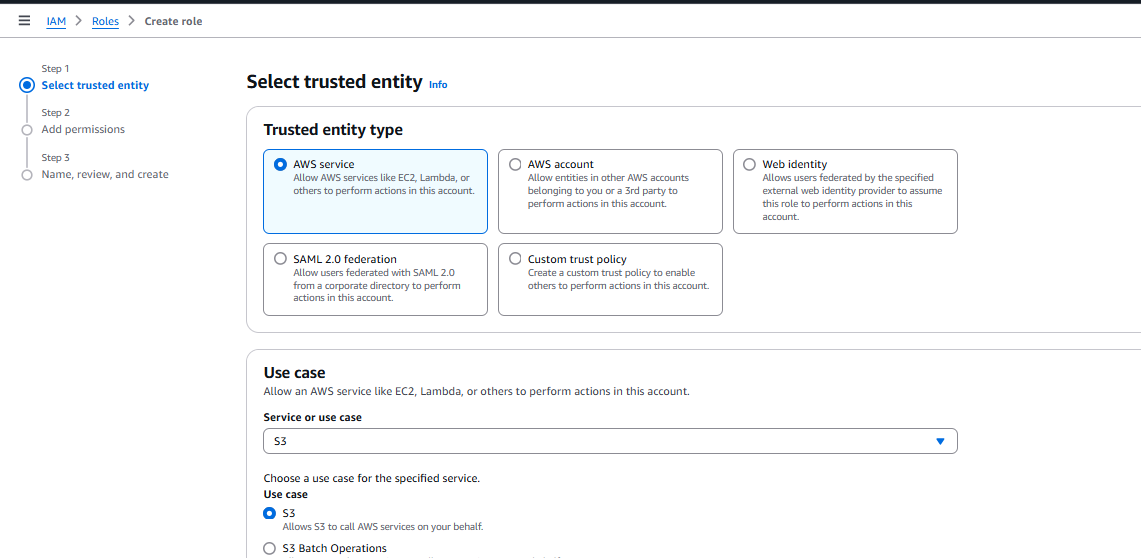 IAM > Roles > Create role
Step 1
Select trusted entity
Step 2
Add permissions
Step 3
Name, review, and create
Select trusted entity Info
Trusted entity type
AWS service
Allow AWS services like EC2, Lambda, or
others to perform actions in this account.
AWS account
Allow entities in other AWS accounts
belonging to you or a 3rd party to
perform actions in this account.
Web identity
Allows users federated by the specified
external web identity provider to assume
this role to perform actions in this
account.
SAML 2.0 federation
Allow users federated with SAML 2.0
from a corporate directory to perform
actions in this account.
Custom trust policy
Create a custom trust policy to enable
others to perform actions in this account.
Use case
Allow an AWS service like EC2, Lambda, or others to perform actions in this account.
Service or use case
S3
Choose a use case for the specified service.
Use case
S3
Allows S3 to call AWS services on your behalf.
S3 Batch Operations